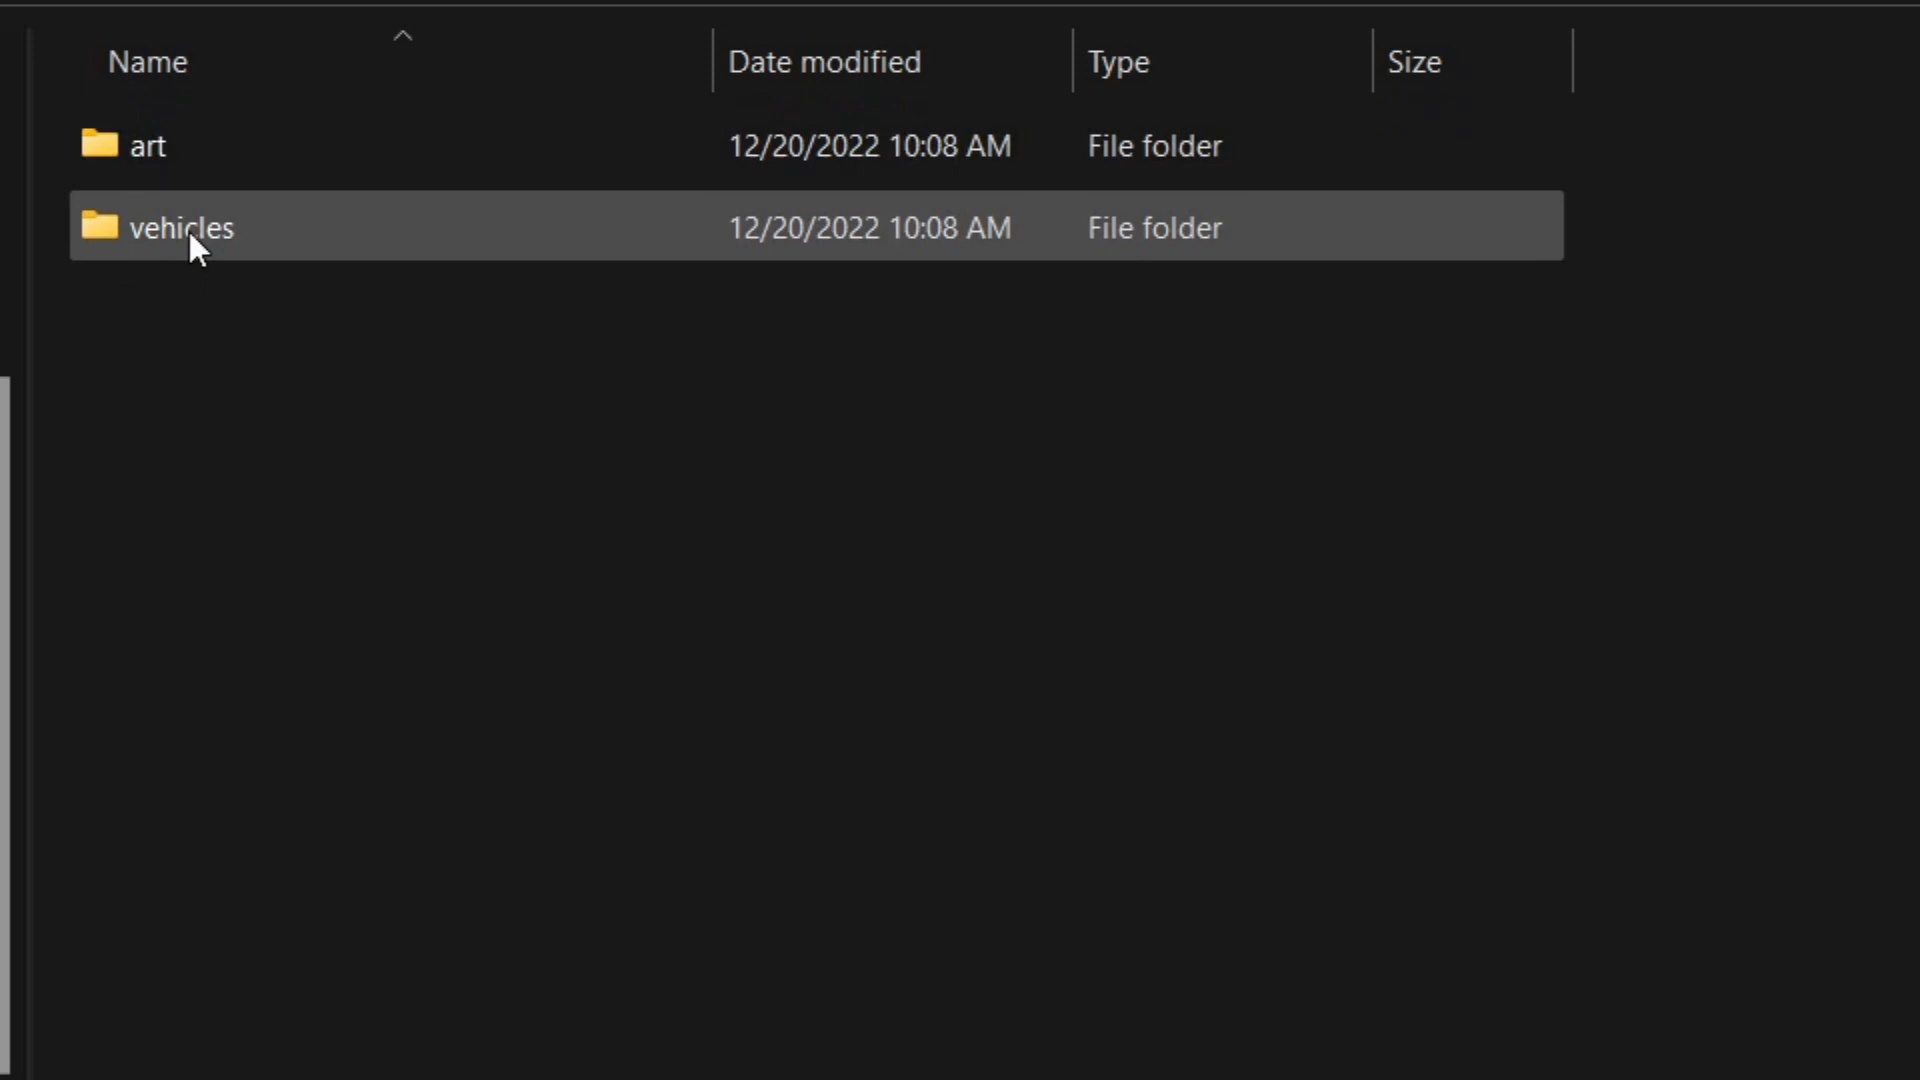 Name Date modified Type Size
art 12/20/2022 10:08 AM File folder
vehicles 12/20/2022 10:08 AM File folder